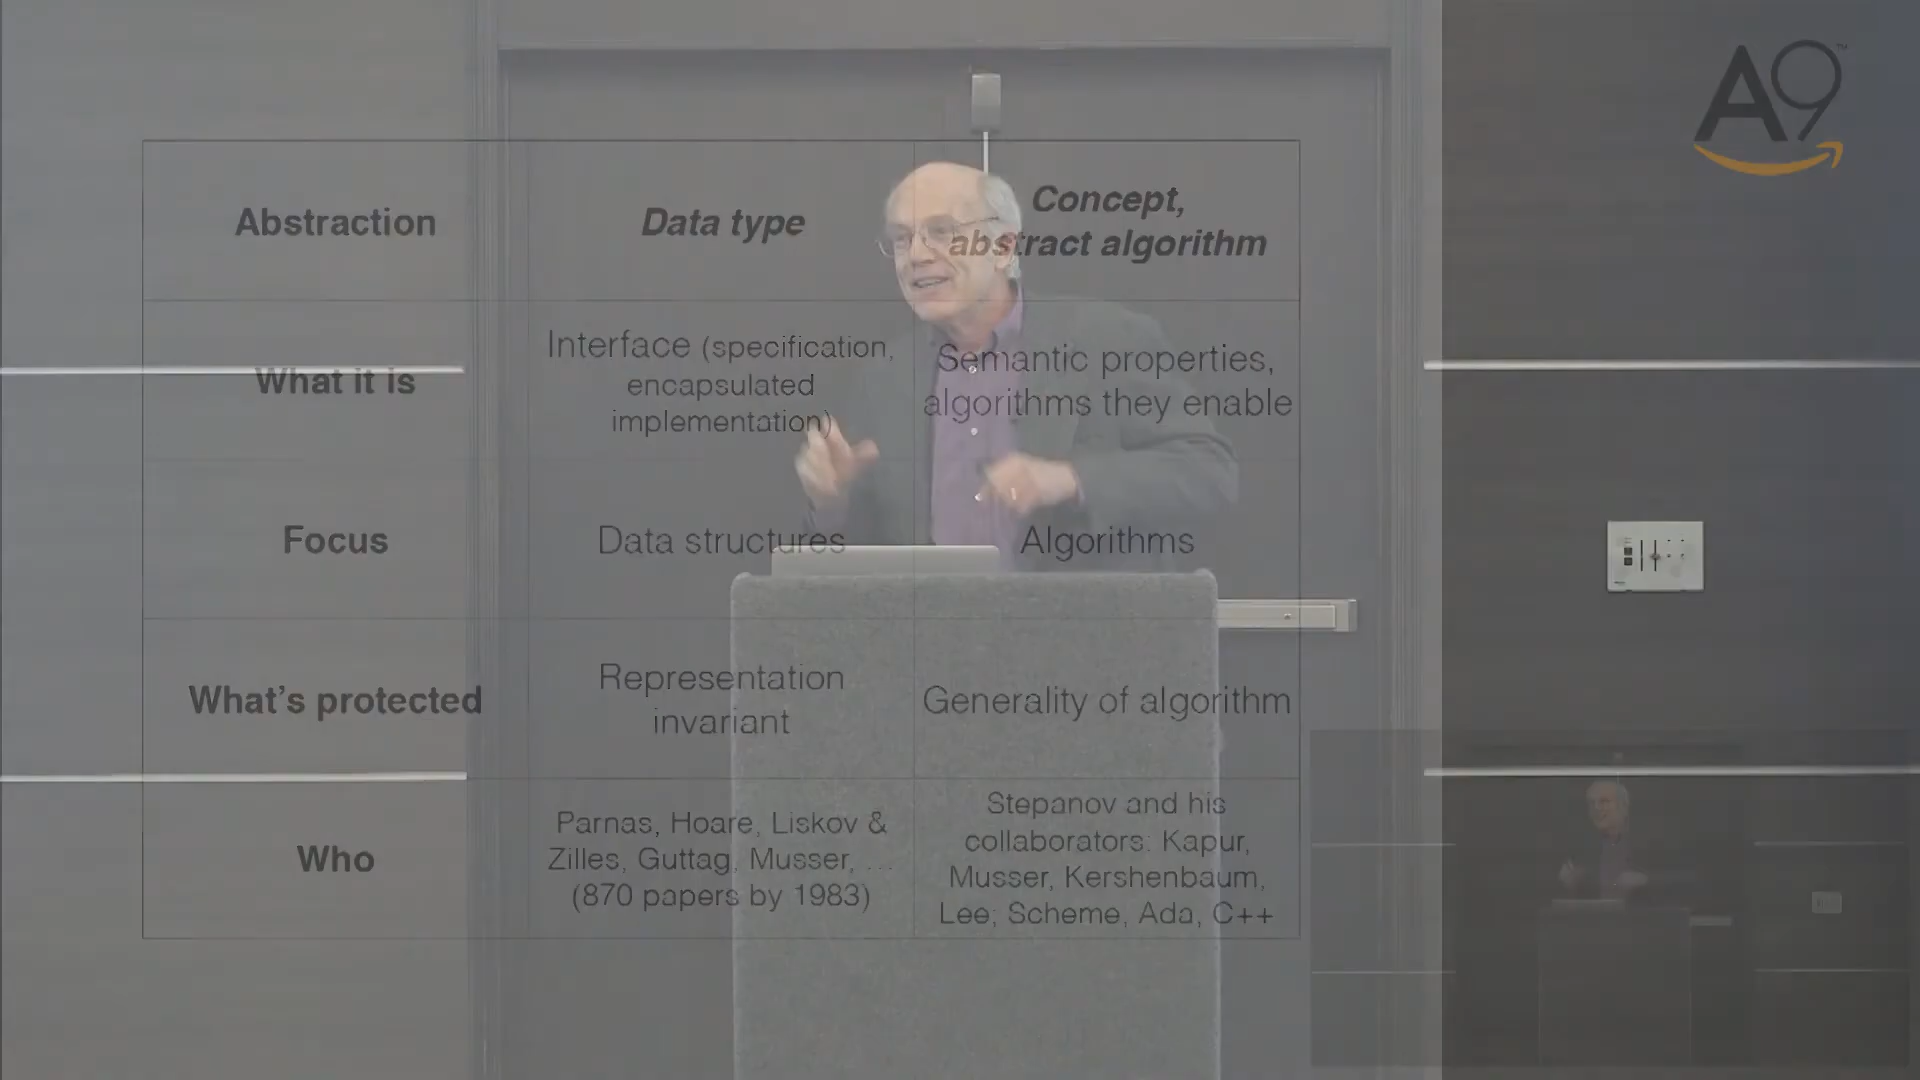 A9™
Abstraction
Data type
Concept,
abstract algorithm
What it is
Interface (specification,
encapsulated
implementation)
Semantic properties,
algorithms they enable
Focus
Data structures
Algorithms
What's protected
Representation
invariant
Generality of algorithm
Who
Parnas, Hoare, Liskov &
Zilles, Guttag, Musser, …
(870 papers by 1983)
Stepanov and his
collaborators: Kapur,
Musser, Kershenbaum,
Lee; Scheme, Ada, C++